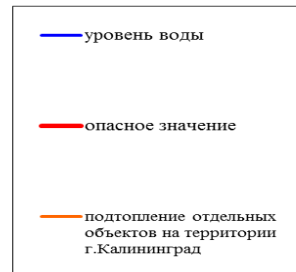 уровень воды
опасное значение
подтопление отдельных
объектов на территории
г.Калининград